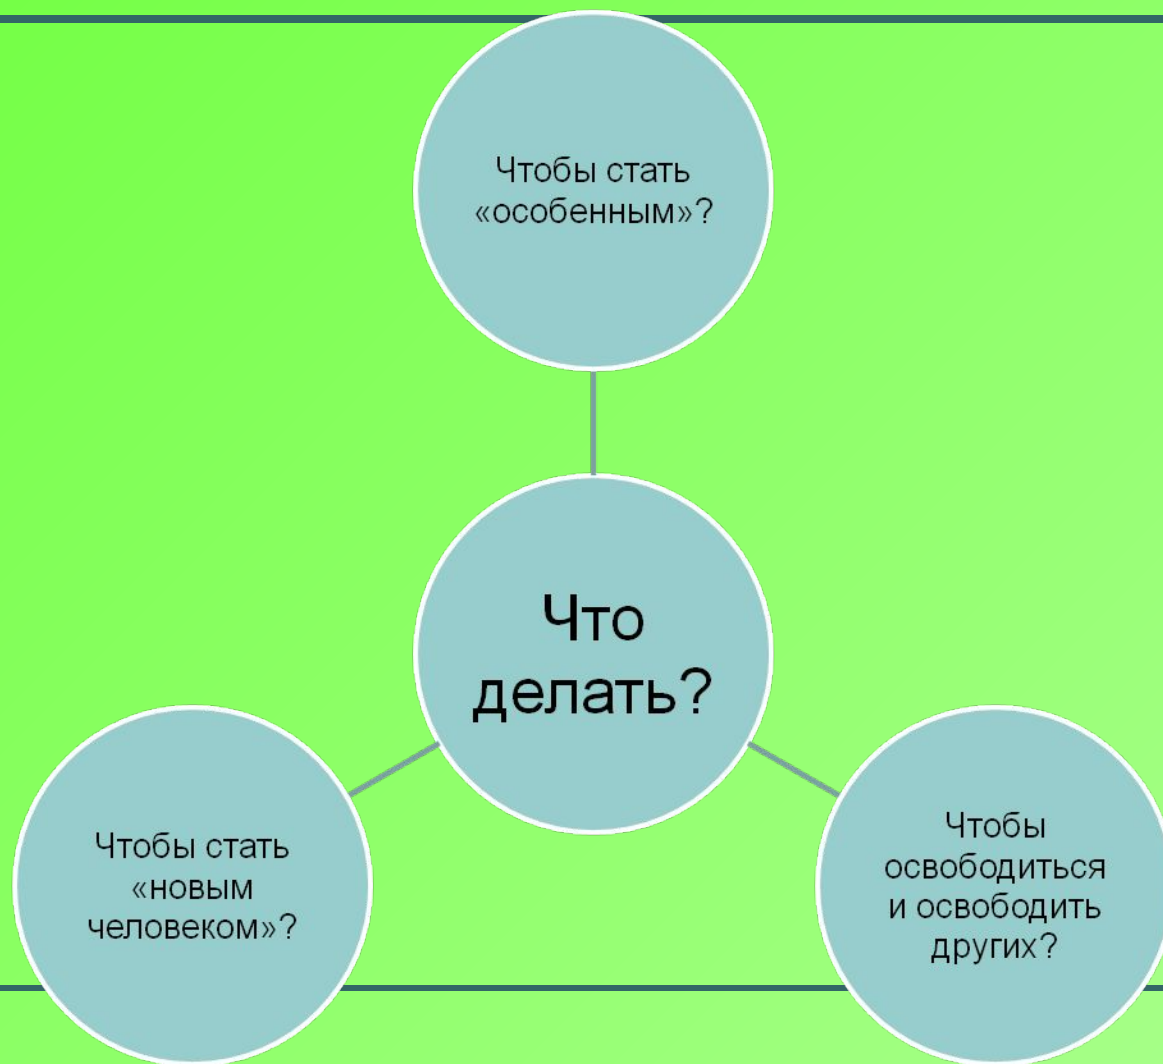 Чтобы стать
«особенным»?
Что
делать?
Чтобы стать
«новым
человеком»?
Чтобы
освободиться
и освободить
других?